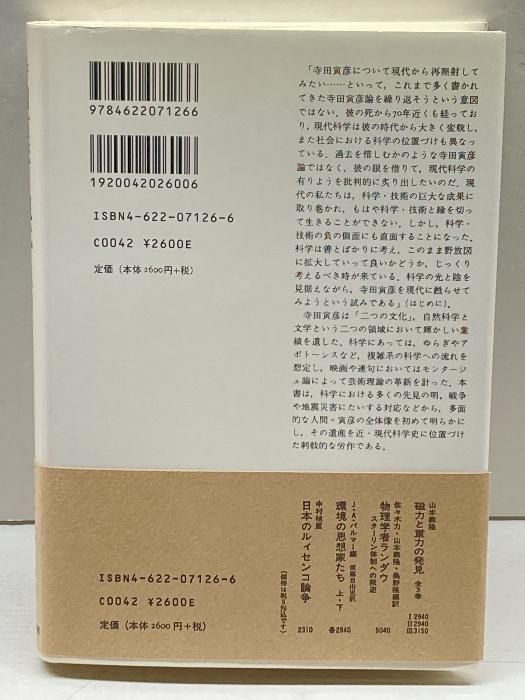 9784622071266
1920042026006
ISBN4-622-07126-6
C0042 ¥2600E
定価（本体2600円+税）
「寺田寅彦について現代から再照射して
みたい……といって，これまで多く書かれ
てきた寺田寅彦論を繰り返そうという意図
ではない．彼の死から70年近くも経ってお
り，現代科学は彼の時代から大きく変貌し，
また社会における科学の位置づけも異なっ
ている．過去を惜しむかのような寺田寅彦
論ではなく，彼の眼を借りて，現代科学の
有りようを批判的に炙り出したいのだ．現
代の私たちは，科学・技術の巨大な成果に
取り巻かれ，もはや科学・技術と縁を切っ
て生きることができない．しかし，科学・
技術の負の側面にも直面することになった．
科学は善とばかりに考え，このまま野放図
に拡大していって良いかどうか，じっくり
考えるべき時が来ている．科学の光と陰を
見据えながら，寺田寅彦を現代に甦らせて
みようという試みである」（はじめに）．
寺田寅彦は「二つの文化」，自然科学と
文学という二つの領域において輝かしい業
績を遺した．科学にあっては，ゆらぎやア
ポトーシスなど，複雑系の科学への流れを
想定し，映画や連句においてはモンタージ
ュ論によって芸術理論の革新を計った．本
書は，科学における多くの先見の明，戦争
や地震災害にたいする対応などから，多面
的な人間＝寅彦の全体像を初めて明らかに
し，その遺産を近・現代科学史に位置づけ
た刺戟的な労作である．
山本義隆
磁力と重力の発見 全3巻
I 2940
II 2940
III 3150
佐々木力・山本義隆・桑野隆編訳
物理学者ランダウ
スターリン体制への叛逆
5040
J・A・パルマー編 須藤自由児訳
環境の思想家たち 上・下
各2940
中村禎里
日本のルイセンコ論争
2310
（価格は税5%込です）
ISBN4-622-07126-6
C0042 ¥2600E
定価（本体2600円+税）